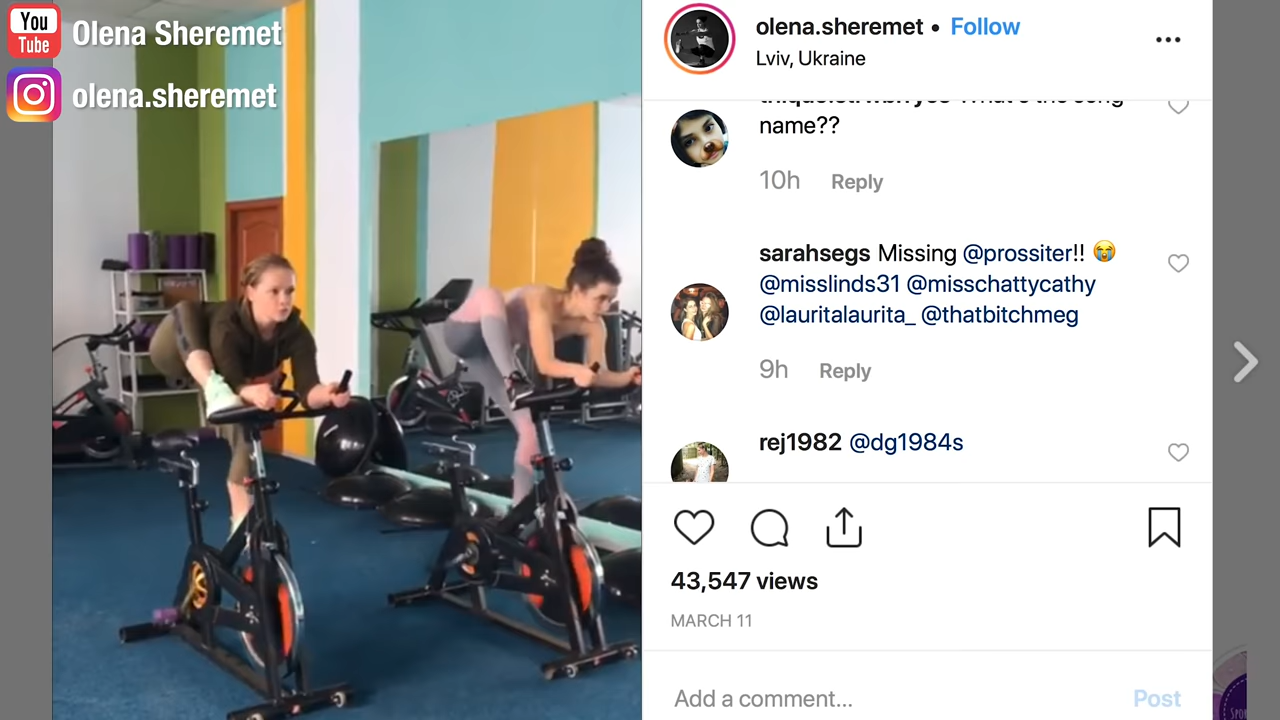 You
Tube
Olena Sheremet
olena.sheremet
olena.sheremet • Follow
Lviv, Ukraine
name??
10h Reply
sarahsegs Missing @prossiter!! 😭
@misslinds31 @misschattycathy
@lauritalaurita_ @thatbitchmeg
9h Reply
rej1982 @dg1984s
43,547 views
MARCH 11
Add a comment... Post